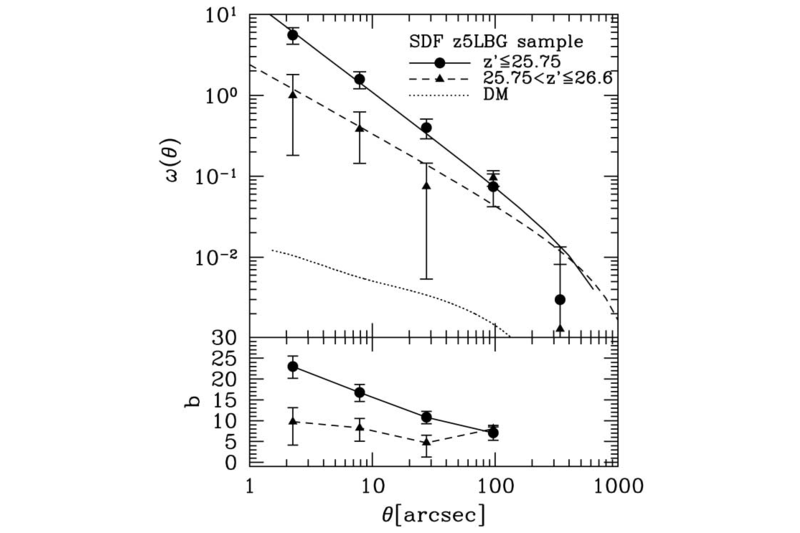 10¹
SDF z5LBG sample
z'≦25.75
25.75<z'≦26.6
DM
10⁰
ω(θ)
10⁻¹
10⁻²
30
25
20
15
b
10
5
0
1 10 100 1000
θ[arcsec]